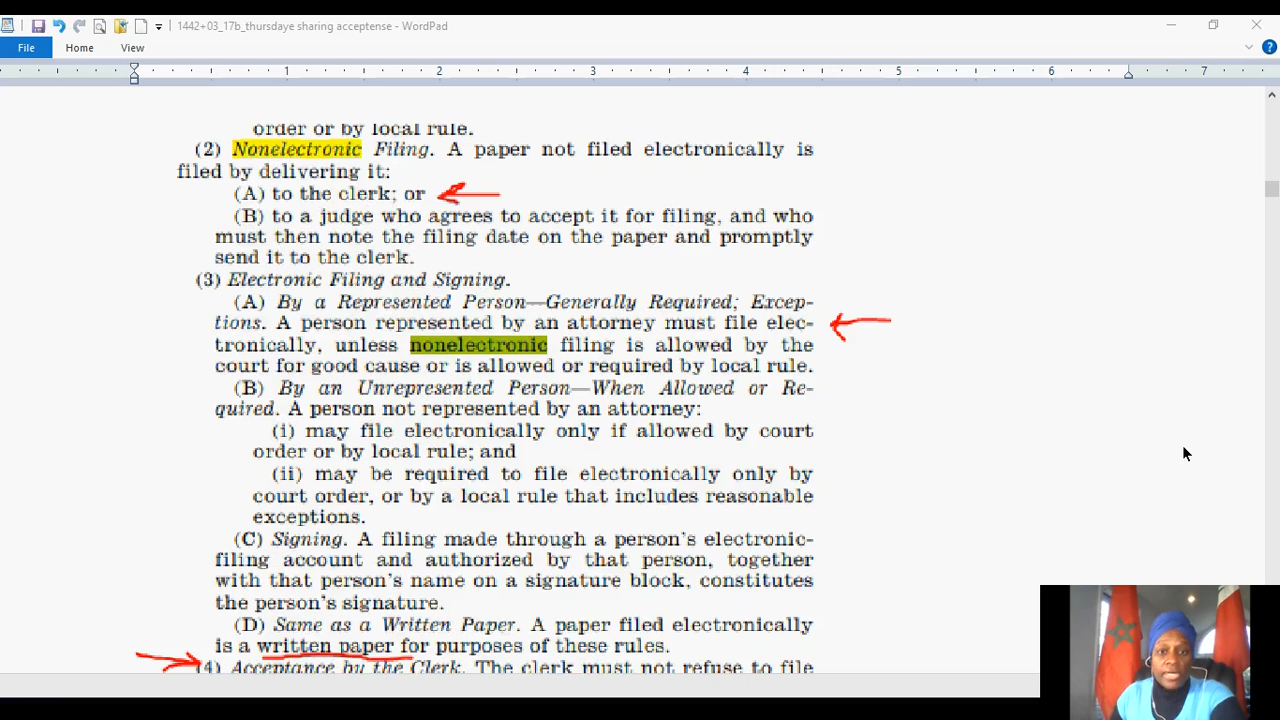 1442+03_17b_thursdaye sharing acceptense - WordPad
File Home View
1 2 3 4 5 6 7
order or by local rule.
(2) Nonelectronic Filing. A paper not filed electronically is
filed by delivering it:
(A) to the clerk; or
(B) to a judge who agrees to accept it for filing, and who
must then note the filing date on the paper and promptly
send it to the clerk.
(3) Electronic Filing and Signing.
(A) By a Represented Person—Generally Required; Excep-
tions. A person represented by an attorney must file elec-
tronically, unless nonelectronic filing is allowed by the
court for good cause or is allowed or required by local rule.
(B) By an Unrepresented Person—When Allowed or Re-
quired. A person not represented by an attorney:
(i) may file electronically only if allowed by court
order or by local rule; and
(ii) may be required to file electronically only by
court order, or by a local rule that includes reasonable
exceptions.
(C) Signing. A filing made through a person's electronic-
filing account and authorized by that person, together
with that person's name on a signature block, constitutes
the person's signature.
(D) Same as a Written Paper. A paper filed electronically
is a written paper for purposes of these rules.
(4) Acceptance by the Clerk. The clerk must not refuse to file